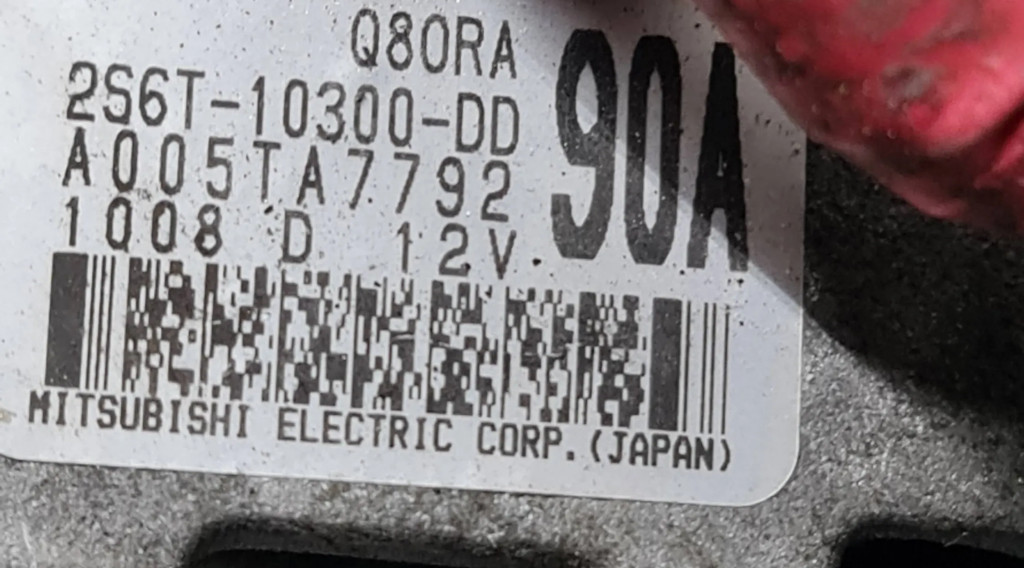 Q80RA
90A
2S6T-10300-DD
A005TA7792
1008 D 12V
MITSUBISHI ELECTRIC CORP.(JAPAN)